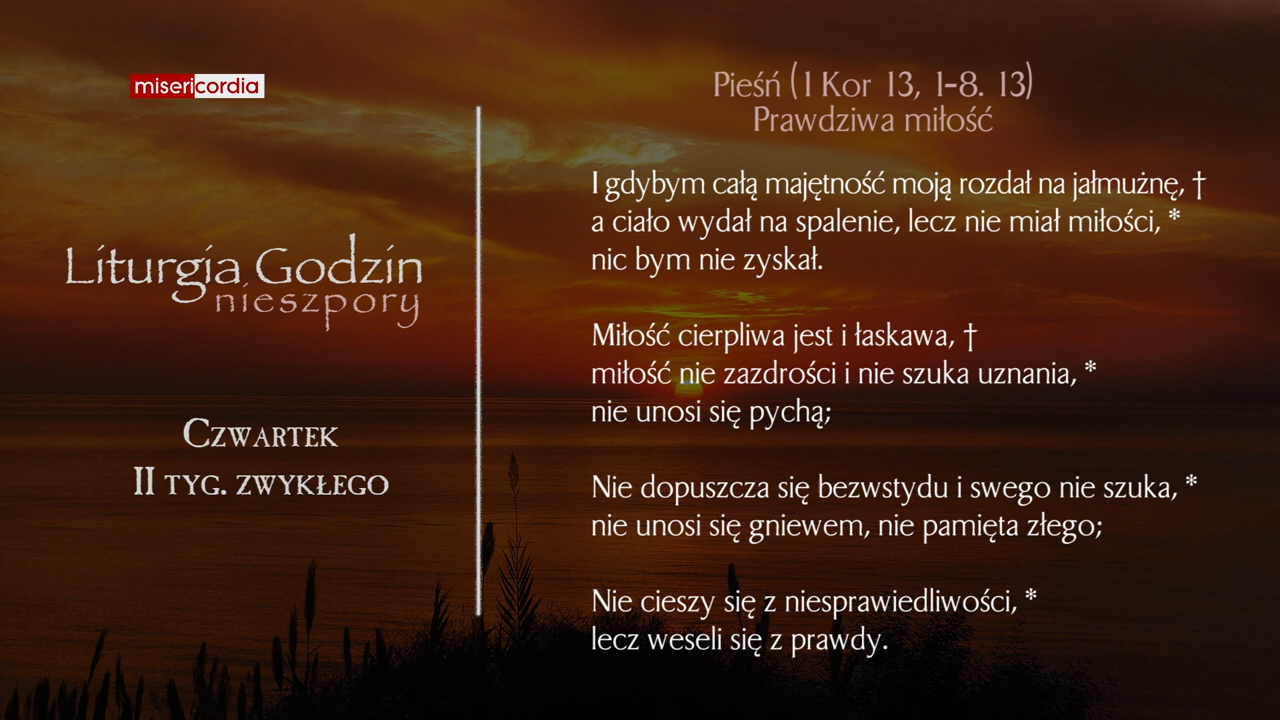 misericordia
Liturgia Godzin
nieszpory
Czwartek
II tyg. zwykłego
Pieśń (1 Kor 13, 1-8. 13)
Prawdziwa miłość
I gdybym całą majętność moją rozdał na jałmużnę, †
a ciało wydał na spalenie, lecz nie miał miłości, *
nic bym nie zyskał.
Miłość cierpliwa jest i łaskawa, †
miłość nie zazdrości i nie szuka uznania, *
nie unosi się pychą;
Nie dopuszcza się bezwstydu i swego nie szuka, *
nie unosi się gniewem, nie pamięta złego;
Nie cieszy się z niesprawiedliwości, *
lecz weseli się z prawdy.